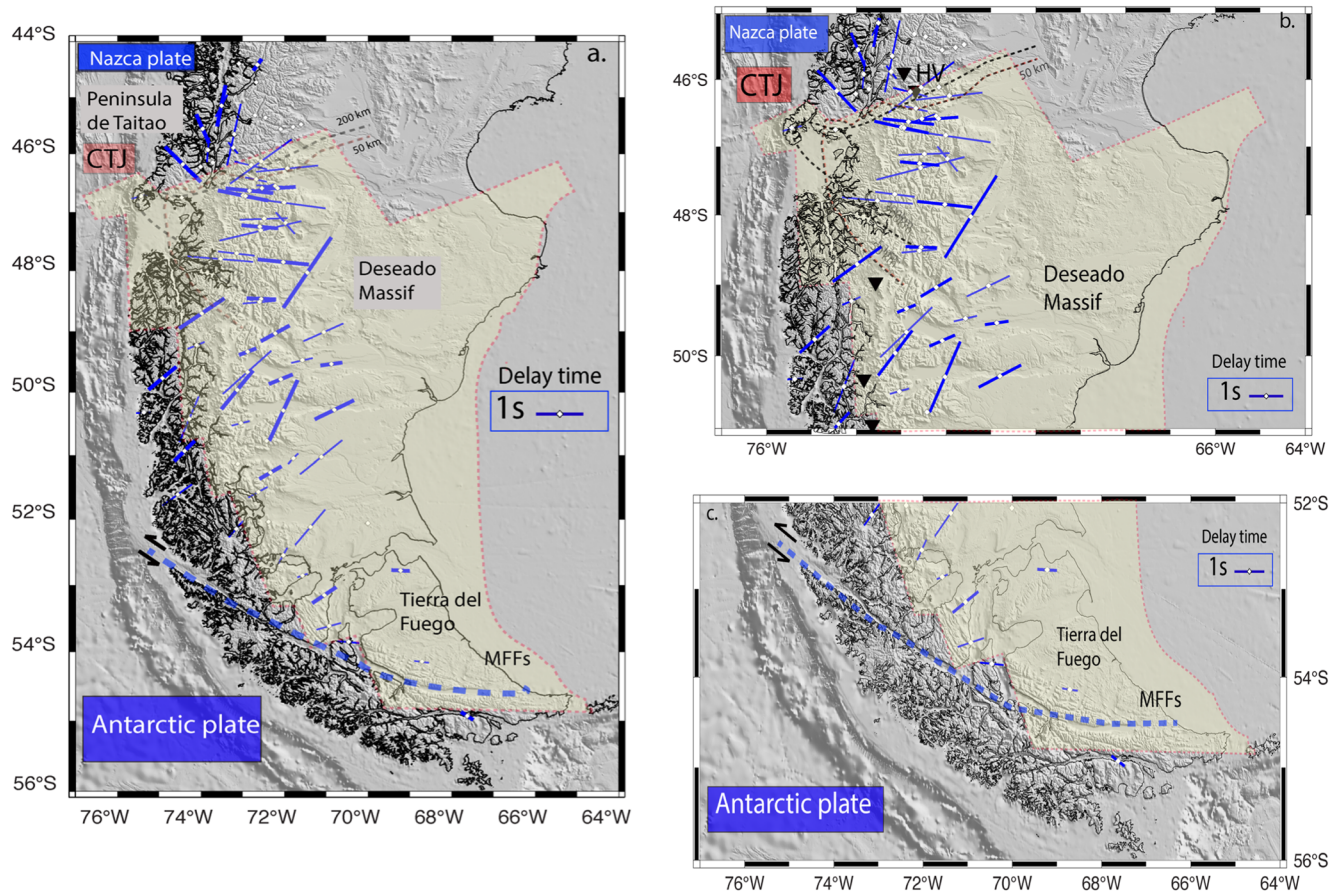 a.
44°S
46°S
48°S
50°S
52°S
54°S
56°S
Nazca plate
Peninsula
de Taitao
CTJ
200 km
50 km
Deseado
Massif
Delay time
1s
Tierra del
Fuego
MFFs
Antarctic plate
76°W
74°W
72°W
70°W
68°W
66°W
64°W
b.
Nazca plate
46°S
CTJ
HV
50 km
48°S
Deseado
Massif
50°S
Delay time
1s
76°W
66°W
64°W
c.
52°S
Delay time
1s
Tierra del
Fuego
MFFs
54°S
Antarctic plate
56°S
76°W
74°W
72°W
70°W
68°W
66°W
64°W